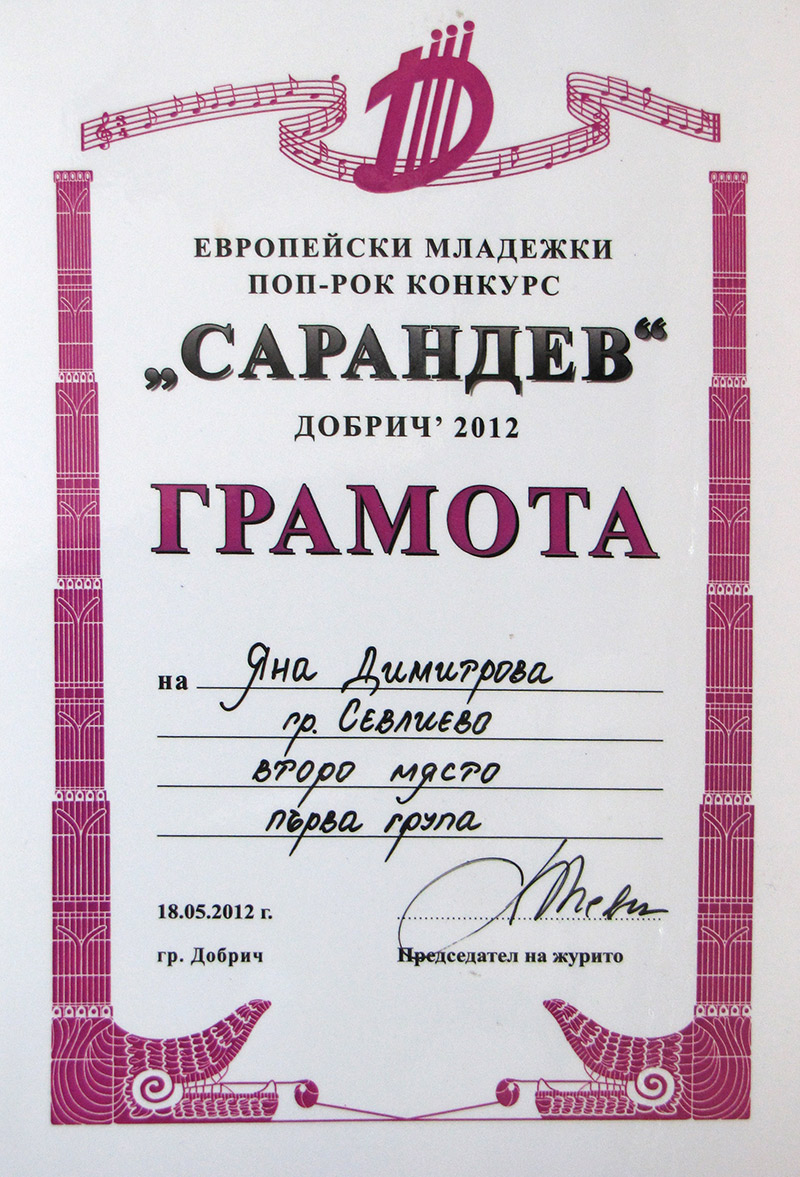 ЕВРОПЕЙСКИ МЛАДЕЖКИ
ПОП-РОК КОНКУРС
„САРАНДЕВ“
ДОБРИЧ’ 2012
ГРАМОТА
на Яна Димитрова
гр. Севлиево
второ място
първа група
18.05.2012 г.
гр. Добрич Председател на журито